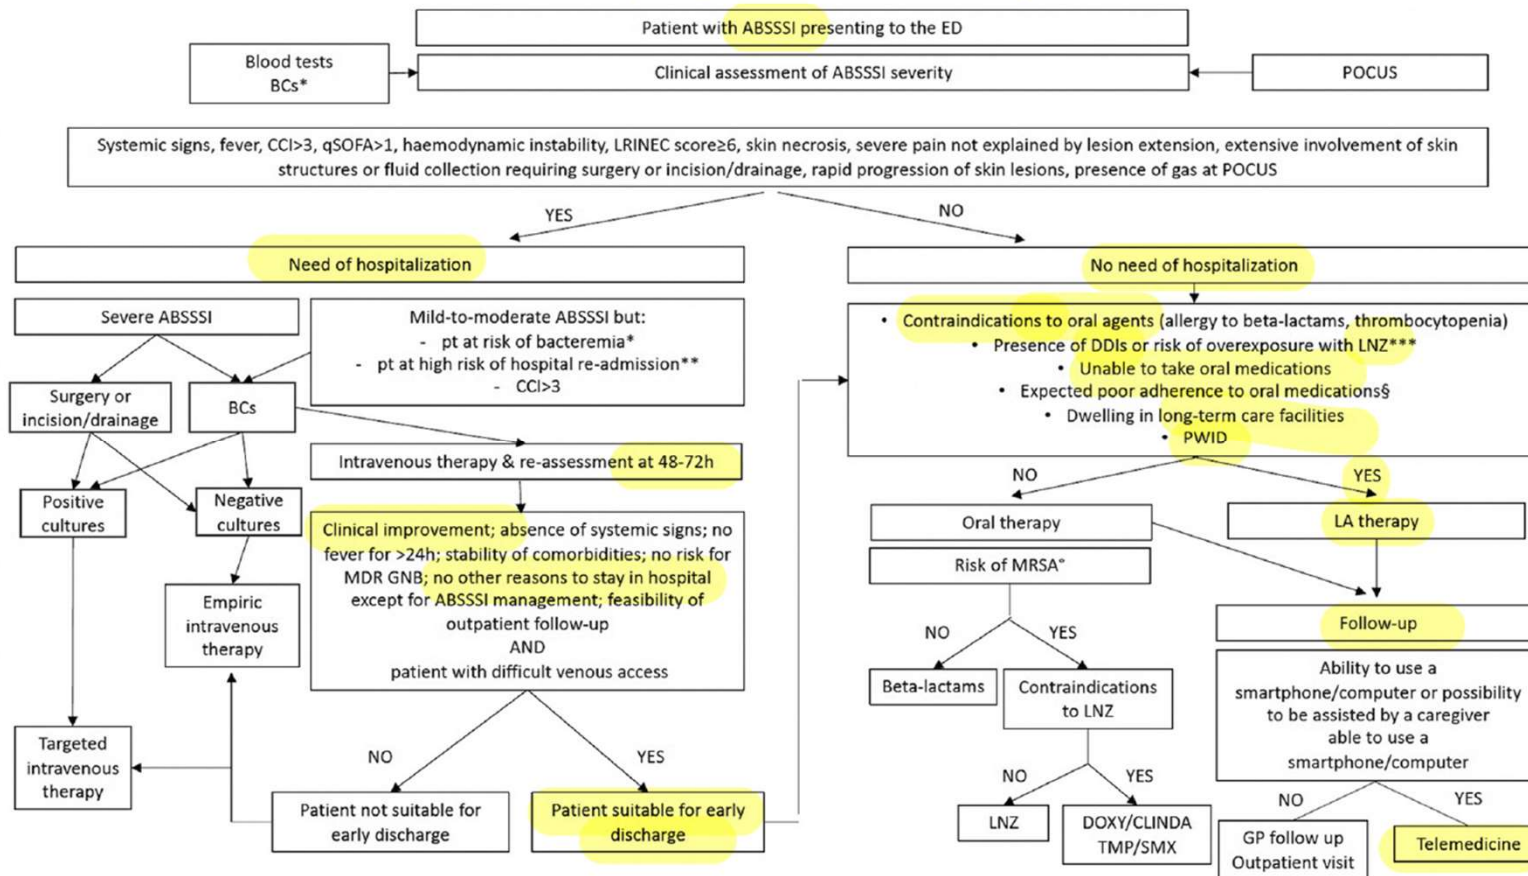 Patient with ABSSSI presenting to the ED
Blood tests
BCs*
Clinical assessment of ABSSSI severity
POCUS
Systemic signs, fever, CCI>3, qSOFA>1, haemodynamic instability, LRINEC score≥6, skin necrosis, severe pain not explained by lesion extension, extensive involvement of skin
structures or fluid collection requiring surgery or incision/drainage, rapid progression of skin lesions, presence of gas at POCUS
YES
NO
Need of hospitalization
No need of hospitalization
Severe ABSSSI
Mild-to-moderate ABSSSI but:
- pt at risk of bacteremia*
- pt at high risk of hospital re-admission**
- CCI>3
Surgery or
incision/drainage
BCs
Intravenous therapy & re-assessment at 48-72h
Positive
cultures
Negative
cultures
Clinical improvement; absence of systemic signs; no
fever for >24h; stability of comorbidities; no risk for
MDR GNB; no other reasons to stay in hospital
except for ABSSSI management; feasibility of
outpatient follow-up
AND
patient with difficult venous access
Empiric
intravenous
therapy
Targeted
intravenous
therapy
NO
YES
Patient not suitable for
early discharge
Patient suitable for early
discharge
• Contraindications to oral agents (allergy to beta-lactams, thrombocytopenia)
• Presence of DDIs or risk of overexposure with LNZ***
• Unable to take oral medications
• Expected poor adherence to oral medications§
• Dwelling in long-term care facilities
• PWID
NO
YES
Oral therapy
LA therapy
Risk of MRSA°
NO
YES
Beta-lactams
Contraindications
to LNZ
NO
YES
LNZ
DOXY/CLINDA
TMP/SMX
Follow-up
Ability to use a
smartphone/computer or possibility
to be assisted by a caregiver
able to use a
smartphone/computer
NO
YES
GP follow up
Outpatient visit
Telemedicine